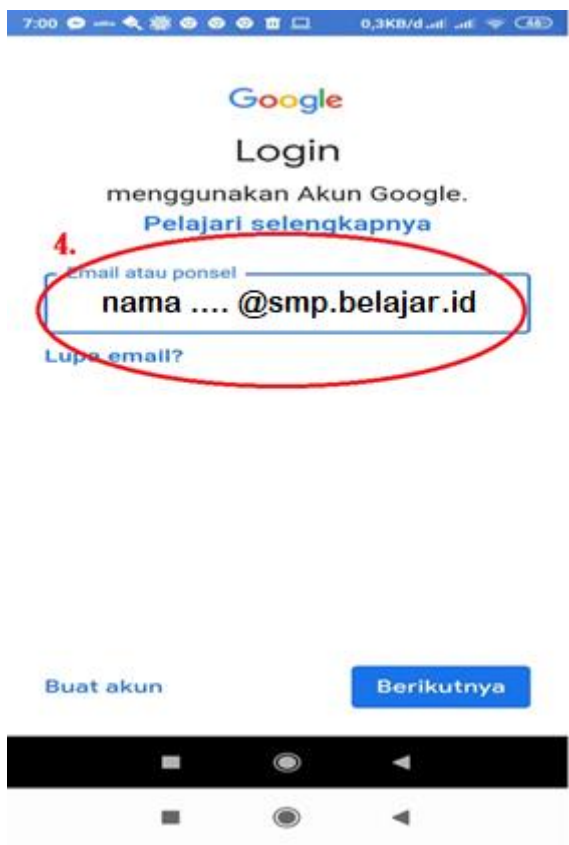 7:00 0,3KB/d 48
Google
Login
menggunakan Akun Google.
Pelajari selengkapnya
4.
Email atau ponsel
nama .... @smp.belajar.id
Lupa email?
Buat akun Berikutnya